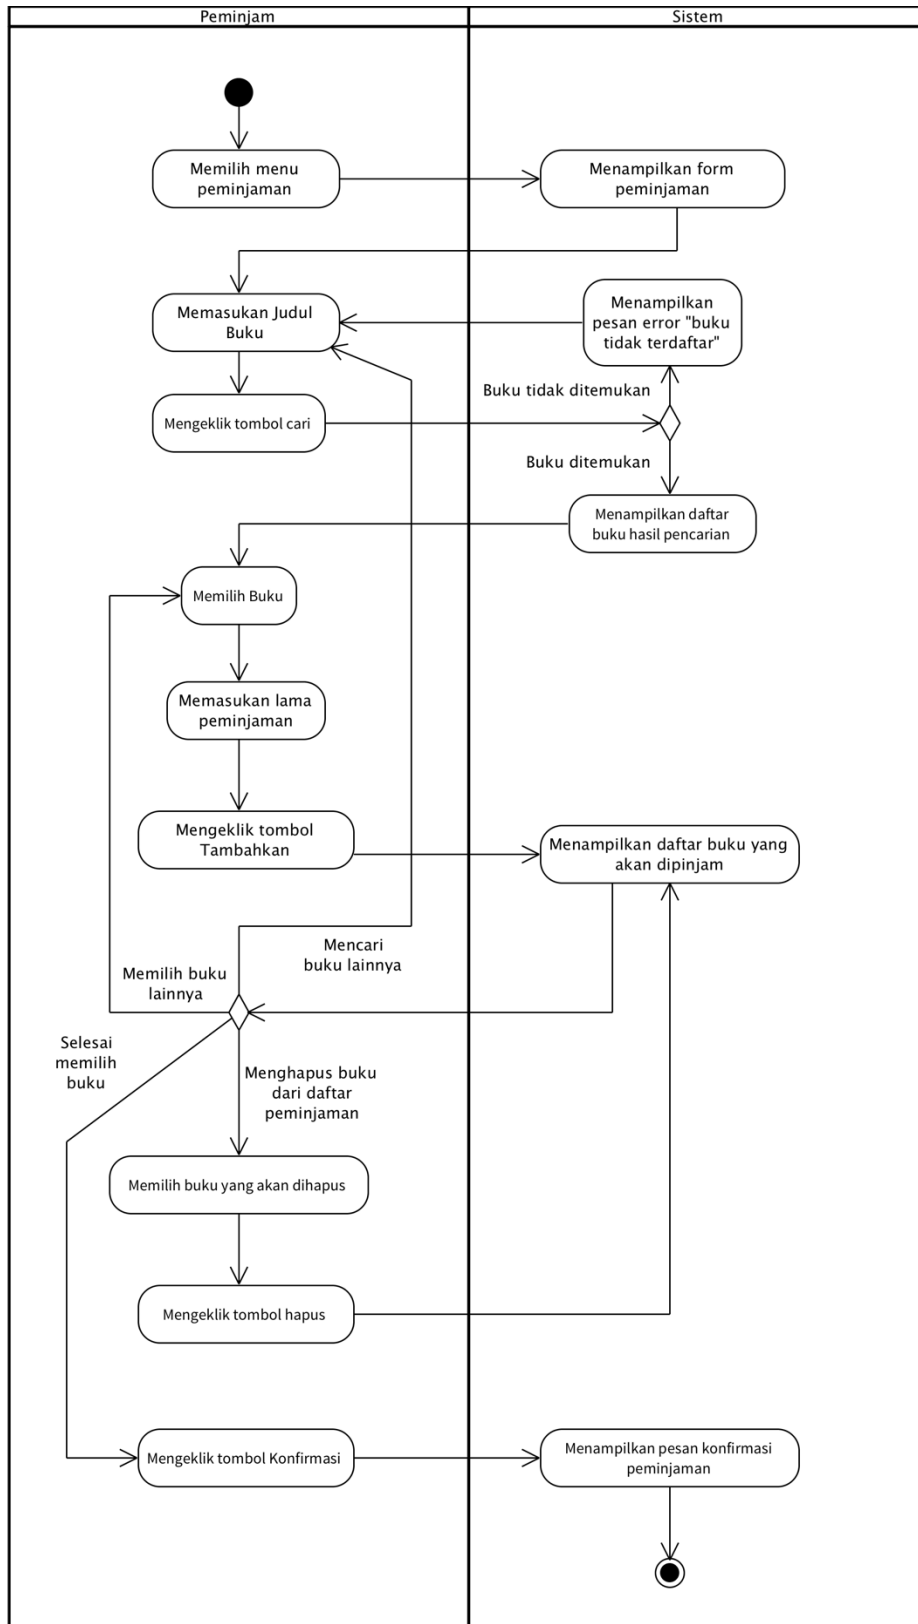 Peminjam
Sistem
Memilih menu
peminjaman
Menampilkan form
peminjaman
Memasukan Judul
Buku
Menampilkan
pesan error "buku
tidak terdaftar"
Buku tidak ditemukan
Mengeklik tombol cari
Buku ditemukan
Menampilkan daftar
buku hasil pencarian
Memilih Buku
Memasukan lama
peminjaman
Mengeklik tombol
Tambahkan
Menampilkan daftar buku yang
akan dipinjam
Mencari
buku lainnya
Memilih buku
lainnya
Selesai
memilih
buku
Menghapus buku
dari daftar
peminjaman
Memilih buku yang akan dihapus
Mengeklik tombol hapus
Mengeklik tombol Konfirmasi
Menampilkan pesan konfirmasi
peminjaman